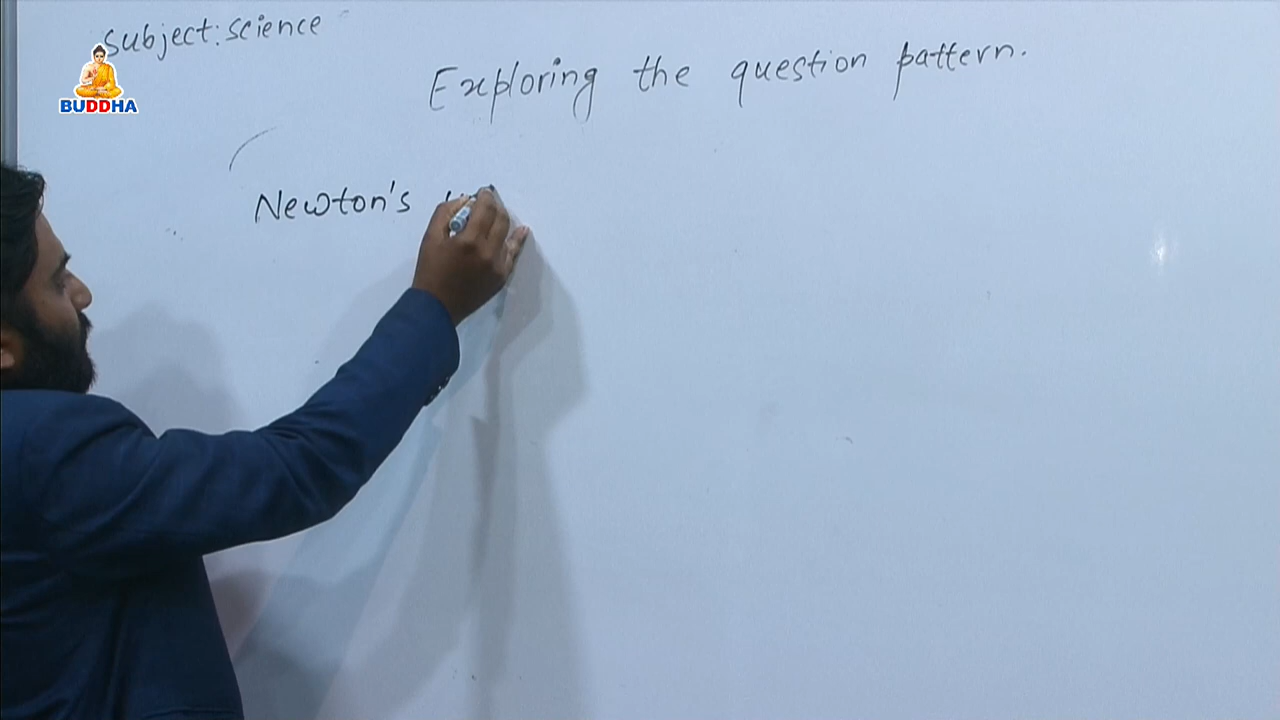 subject: science
BUDDHA
Exploring the question pattern.
Newton's